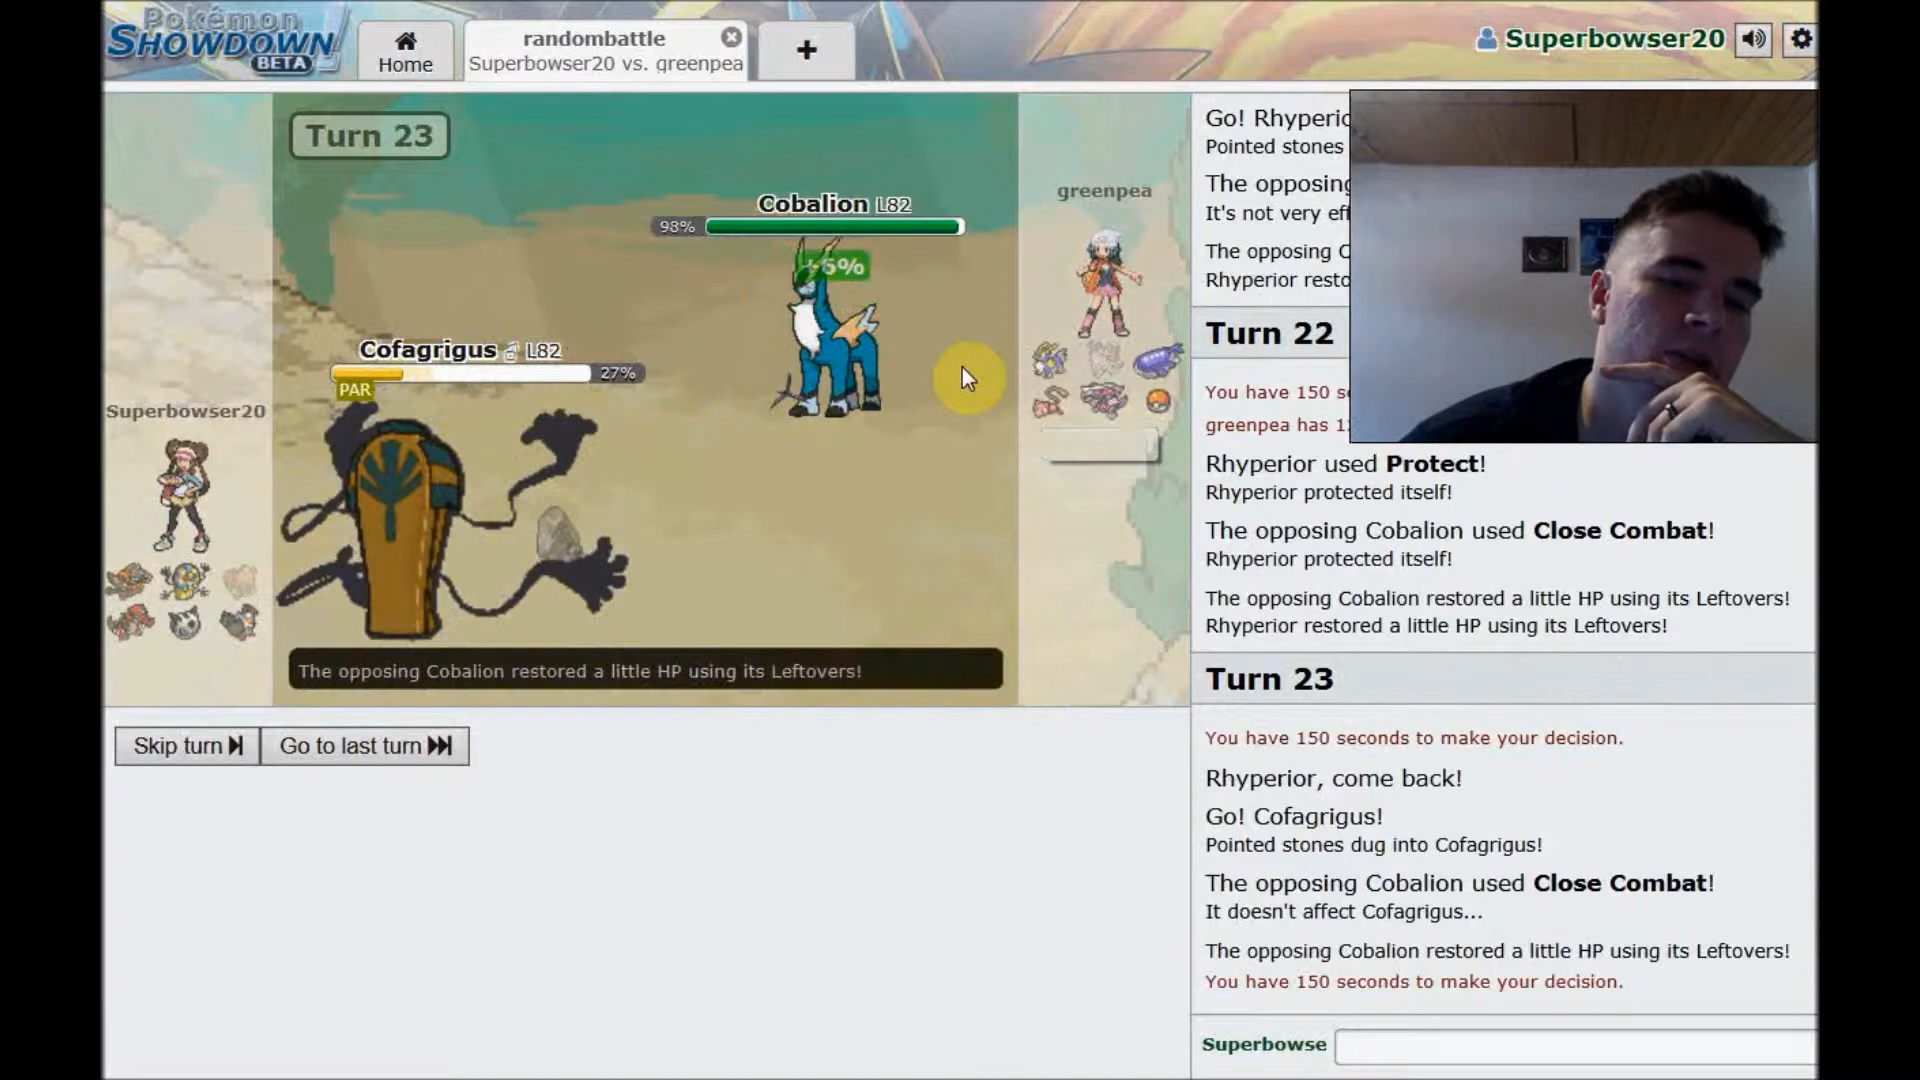 Pokémon
SHOWDOWN
BETA
Home
randombattle
Superbowser20 vs. greenpea
+
Superbowser20
Turn 23
Cobalion L82
98%
greenpea
Cofagrigus L82
27%
PAR
Superbowser20
The opposing Cobalion restored a little HP using its Leftovers!
Skip turn
Go to last turn
Go! Rhyperio
Pointed stones
The opposing
It's not very eff
The opposing C
Rhyperior resto
Turn 22
You have 150 s
greenpea has 1
Rhyperior used Protect!
Rhyperior protected itself!
The opposing Cobalion used Close Combat!
Rhyperior protected itself!
The opposing Cobalion restored a little HP using its Leftovers!
Rhyperior restored a little HP using its Leftovers!
Turn 23
You have 150 seconds to make your decision.
Rhyperior, come back!
Go! Cofagrigus!
Pointed stones dug into Cofagrigus!
The opposing Cobalion used Close Combat!
It doesn't affect Cofagrigus...
The opposing Cobalion restored a little HP using its Leftovers!
You have 150 seconds to make your decision.
Superbowse